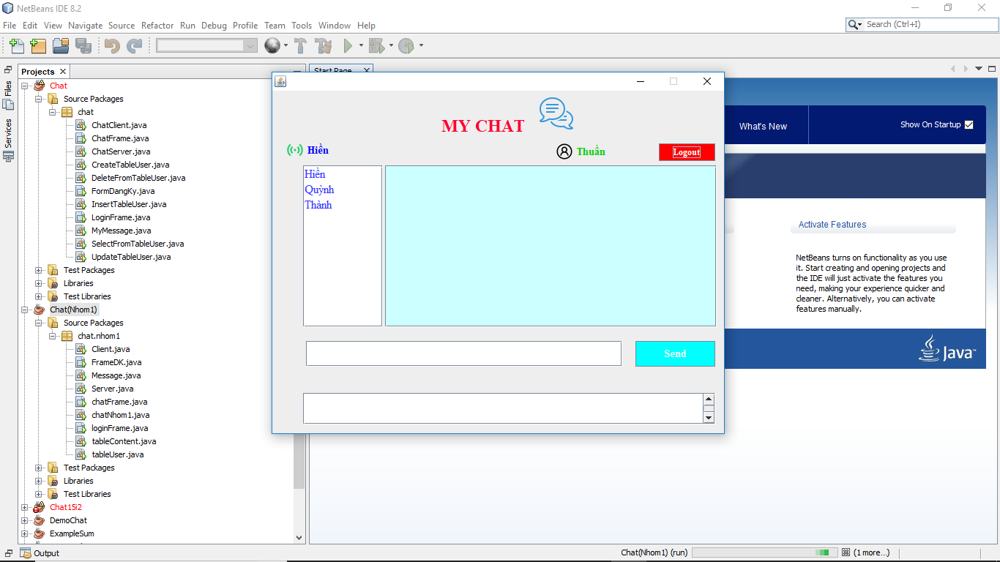 NetBeans IDE 8.2
File Edit View Navigate Source Refactor Run Debug Profile Team Tools Window Help
Search (Ctrl+I)
Files
Services
Projects
Chat
Source Packages
chat
ChatClient.java
ChatFrame.java
ChatServer.java
CreateTableUser.java
DeleteFromTableUser.java
FormDangKy.java
InsertTableUser.java
LoginFrame.java
MyMessage.java
SelectFromTableUser.java
UpdateTableUser.java
Test Packages
Libraries
Test Libraries
Chat(Nhom1)
Source Packages
chat.nhom1
Client.java
FrameDK.java
Message.java
Server.java
chatFrame.java
chatNhom1.java
loginFrame.java
tableContent.java
tableUser.java
Test Packages
Libraries
Test Libraries
Chat15i2
DemoChat
ExampleSum
Start Page
MY CHAT
Hiền
Thuần
Logout
Hiền
Quỳnh
Thành
Send
What's New
Show On Startup
Activate Features
NetBeans turns on functionality as you use
it. Start creating and opening projects and
the IDE will just activate the features you
need, making your experience quicker and
cleaner. Alternatively, you can activate
features manually.
Java™
Output
Chat(Nhom1) (run)
(1 more...)